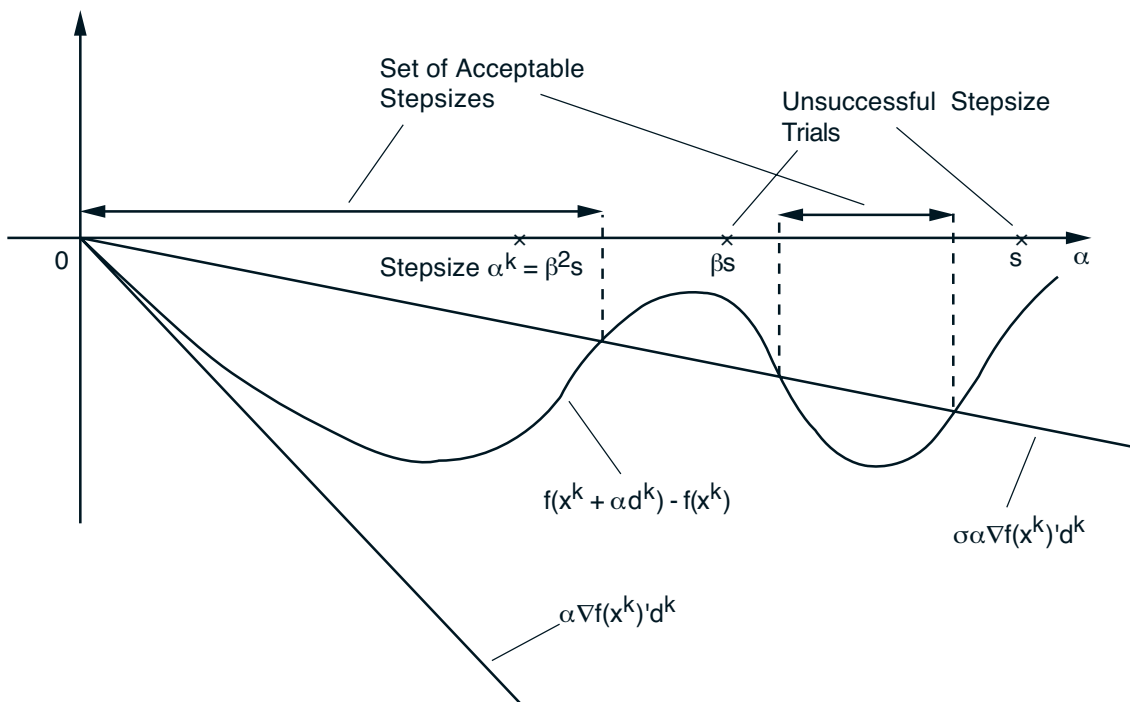 Set of Acceptable
Stepsizes
Unsuccessful Stepsize
Trials
0
Stepsize αᵏ = β²s
βs
s
α
f(xᵏ + αdᵏ) - f(xᵏ)
σα∇f(xᵏ)'dᵏ
α∇f(xᵏ)'dᵏ